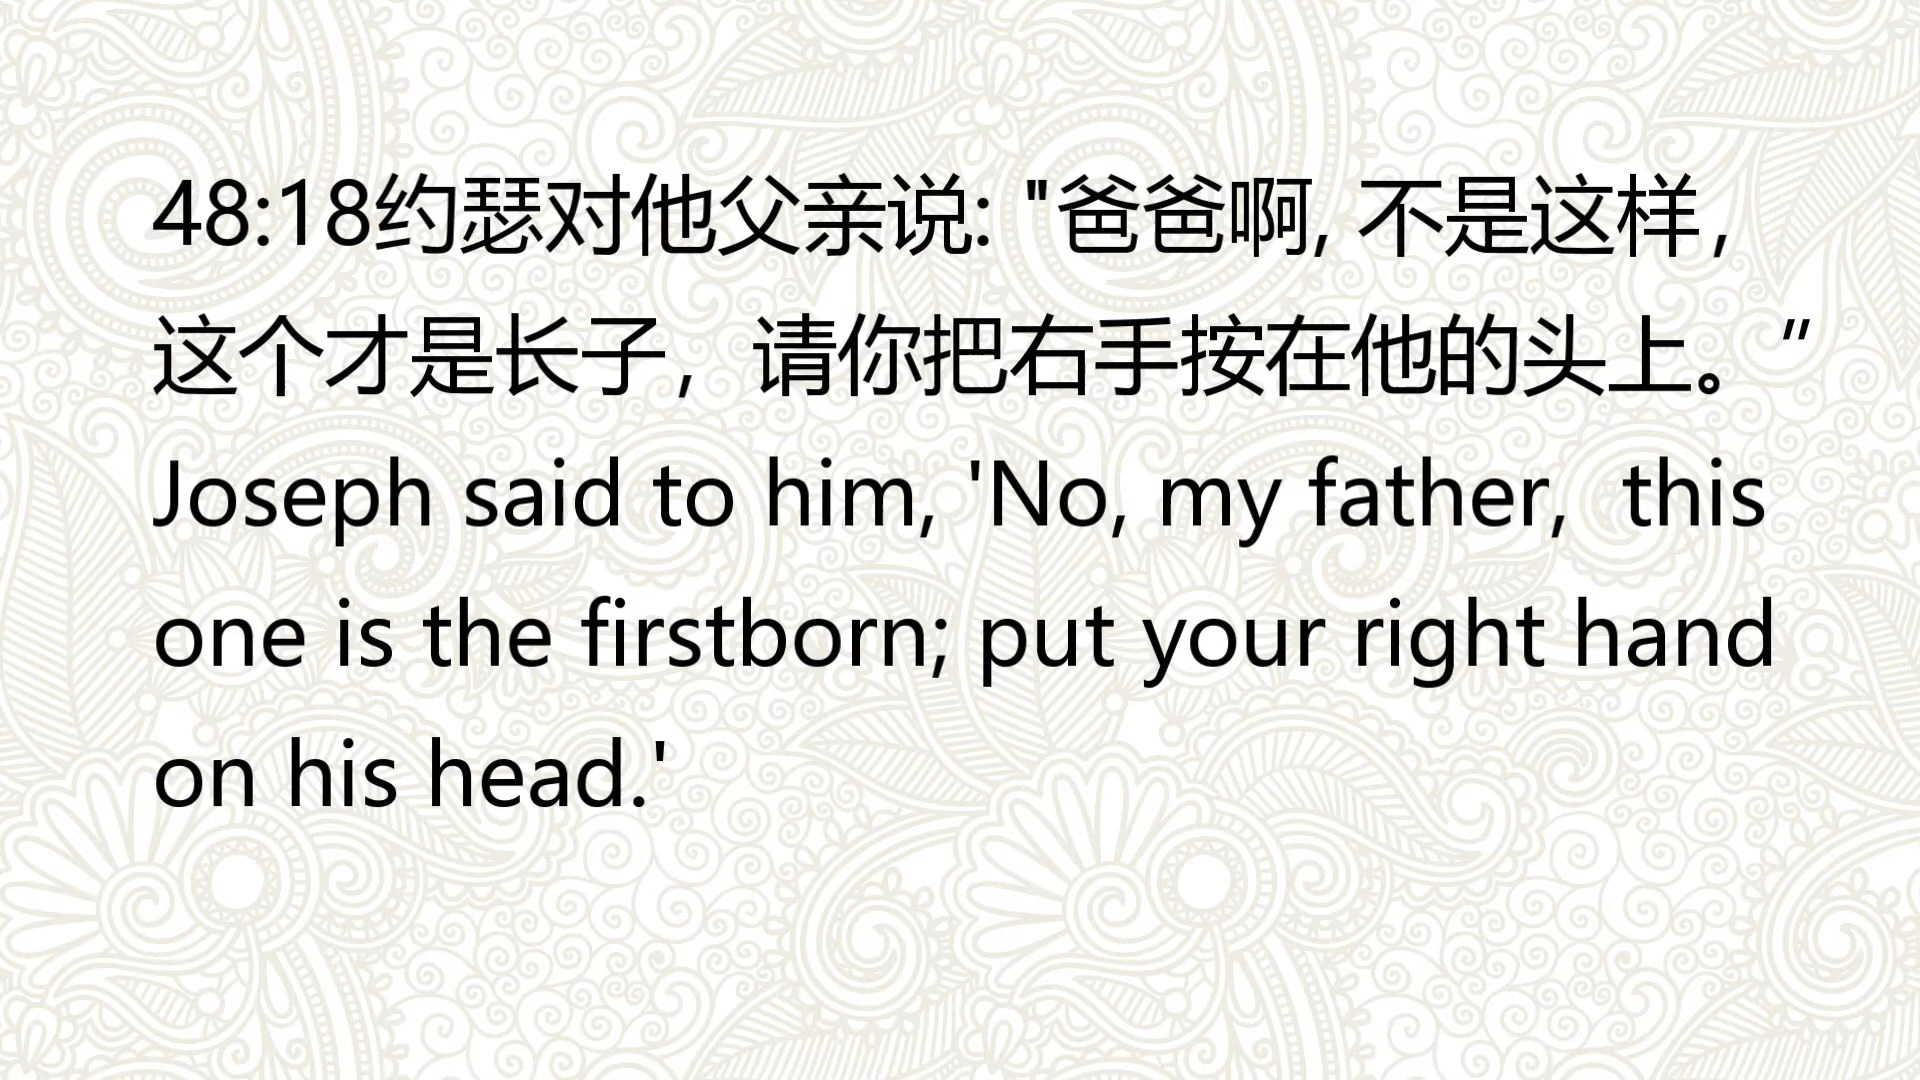 48:18约瑟对他父亲说: "爸爸啊, 不是这样，
这个才是长子，请你把右手按在他的头上。”
Joseph said to him, 'No, my father, this
one is the firstborn; put your right hand
on his head.'